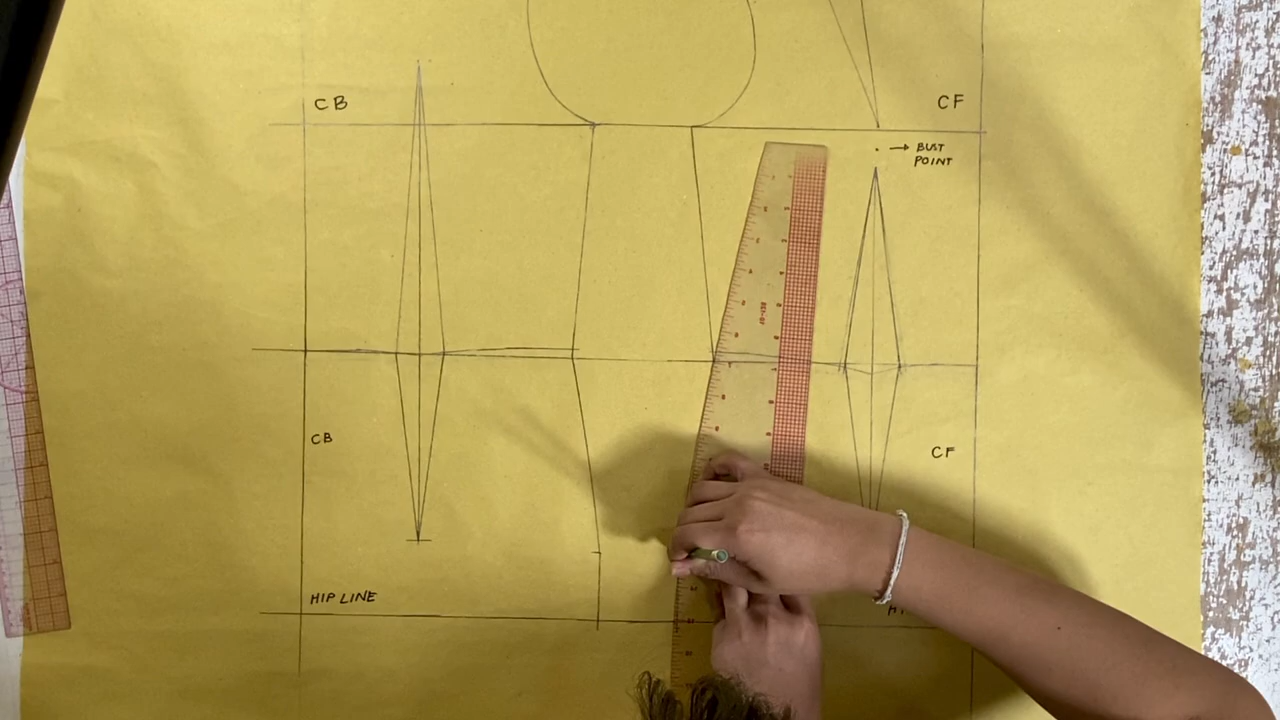 CB
CF
→ BUST
POINT
CB
CF
HIP LINE